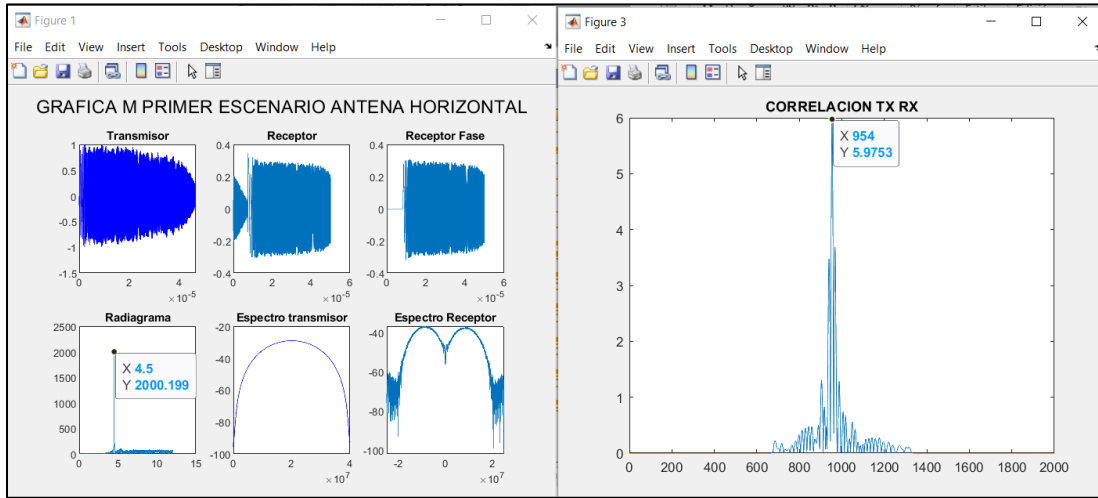 Figure 1
File Edit View Insert Tools Desktop Window Help
GRAFICA M PRIMER ESCENARIO ANTENA HORIZONTAL
Transmisor
1
0.5
0
-0.5
-1
-1.5
0 2 4
× 10⁻⁵
Receptor
0.4
0.2
0
-0.2
-0.4
0 2 4 6
× 10⁻⁵
Receptor Fase
0.4
0.2
0
-0.2
-0.4
0 2 4 6
× 10⁻⁵
Radiagrama
2500
2000
1500
1000
500
0
0 5 10 15
X 4.5
Y 2000.199
Espectro transmisor
-20
-40
-60
-80
-100
0 2 4
× 10⁷
Espectro Receptor
-40
-60
-80
-100
-2 0 2
× 10⁷
Figure 3
File Edit View Insert Tools Desktop Window Help
CORRELACION TX RX
6
5
4
3
2
1
0
0 200 400 600 800 1000 1200 1400 1600 1800 2000
X 954
Y 5.9753